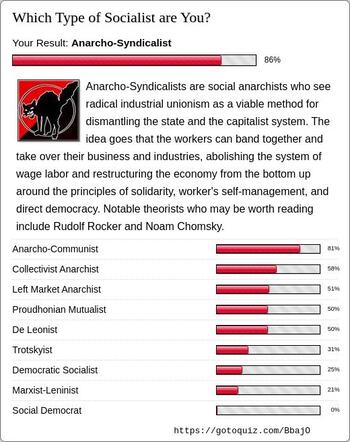 Which Type of Socialist are You?
Your Result: Anarcho-Syndicalist
86%
Anarcho-Syndicalists are social anarchists who see
radical industrial unionism as a viable method for
dismantling the state and the capitalist system. The
idea goes that the workers can band together and
take over their business and industries, abolishing the system of
wage labor and restructuring the economy from the bottom up
around the principles of solidarity, worker's self-management, and
direct democracy. Notable theorists who may be worth reading
include Rudolf Rocker and Noam Chomsky.
Anarcho-Communist 81%
Collectivist Anarchist 58%
Left Market Anarchist 51%
Proudhonian Mutualist 50%
De Leonist 50%
Trotskyist 31%
Democratic Socialist 25%
Marxist-Leninist 21%
Social Democrat 0%
https://gotoquiz.com/BbajO